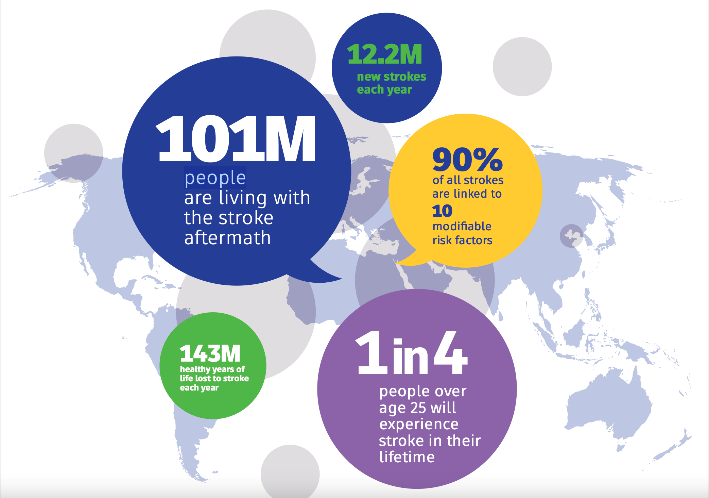 12.2M
new strokes
each year
101M
people
are living with
the stroke
aftermath
90%
of all strokes
are linked to
10
modifiable
risk factors
143M
healthy years of
life lost to stroke
each year
1 in 4
people over
age 25 will
experience
stroke in their
lifetime